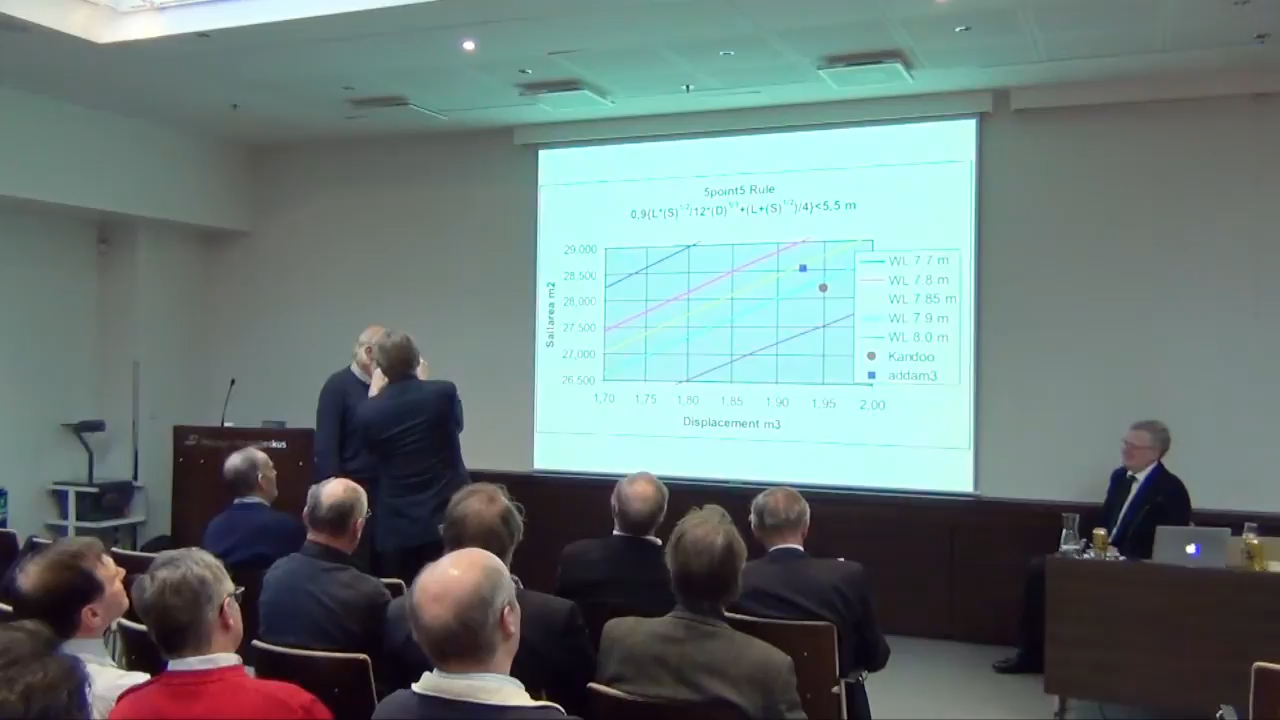 5point5 Rule
0,9{L*(S)^1/2/12*(D)^1/3+(L+(S)^1/2)/4}<5,5 m
29,000
28,500
28,000
27,500
27,000
26,500
Sailarea m2
1,70 1,75 1,80 1,85 1,90 1,95 2,00
Displacement m3
WL 7.7 m
WL 7.8 m
WL 7.85 m
WL 7.9 m
WL 8.0 m
Kandoo
addam3